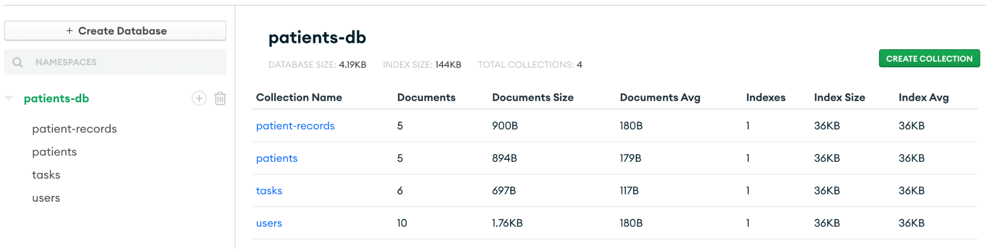 + Create Database
NAMESPACES
patients-db
patient-records
patients
tasks
users
patients-db
DATABASE SIZE: 4.19KB INDEX SIZE: 144KB TOTAL COLLECTIONS: 4
CREATE COLLECTION
Collection Name Documents Documents Size Documents Avg Indexes Index Size Index Avg
patient-records 5 900B 180B 1 36KB 36KB
patients 5 894B 179B 1 36KB 36KB
tasks 6 697B 117B 1 36KB 36KB
users 10 1.76KB 180B 1 36KB 36KB